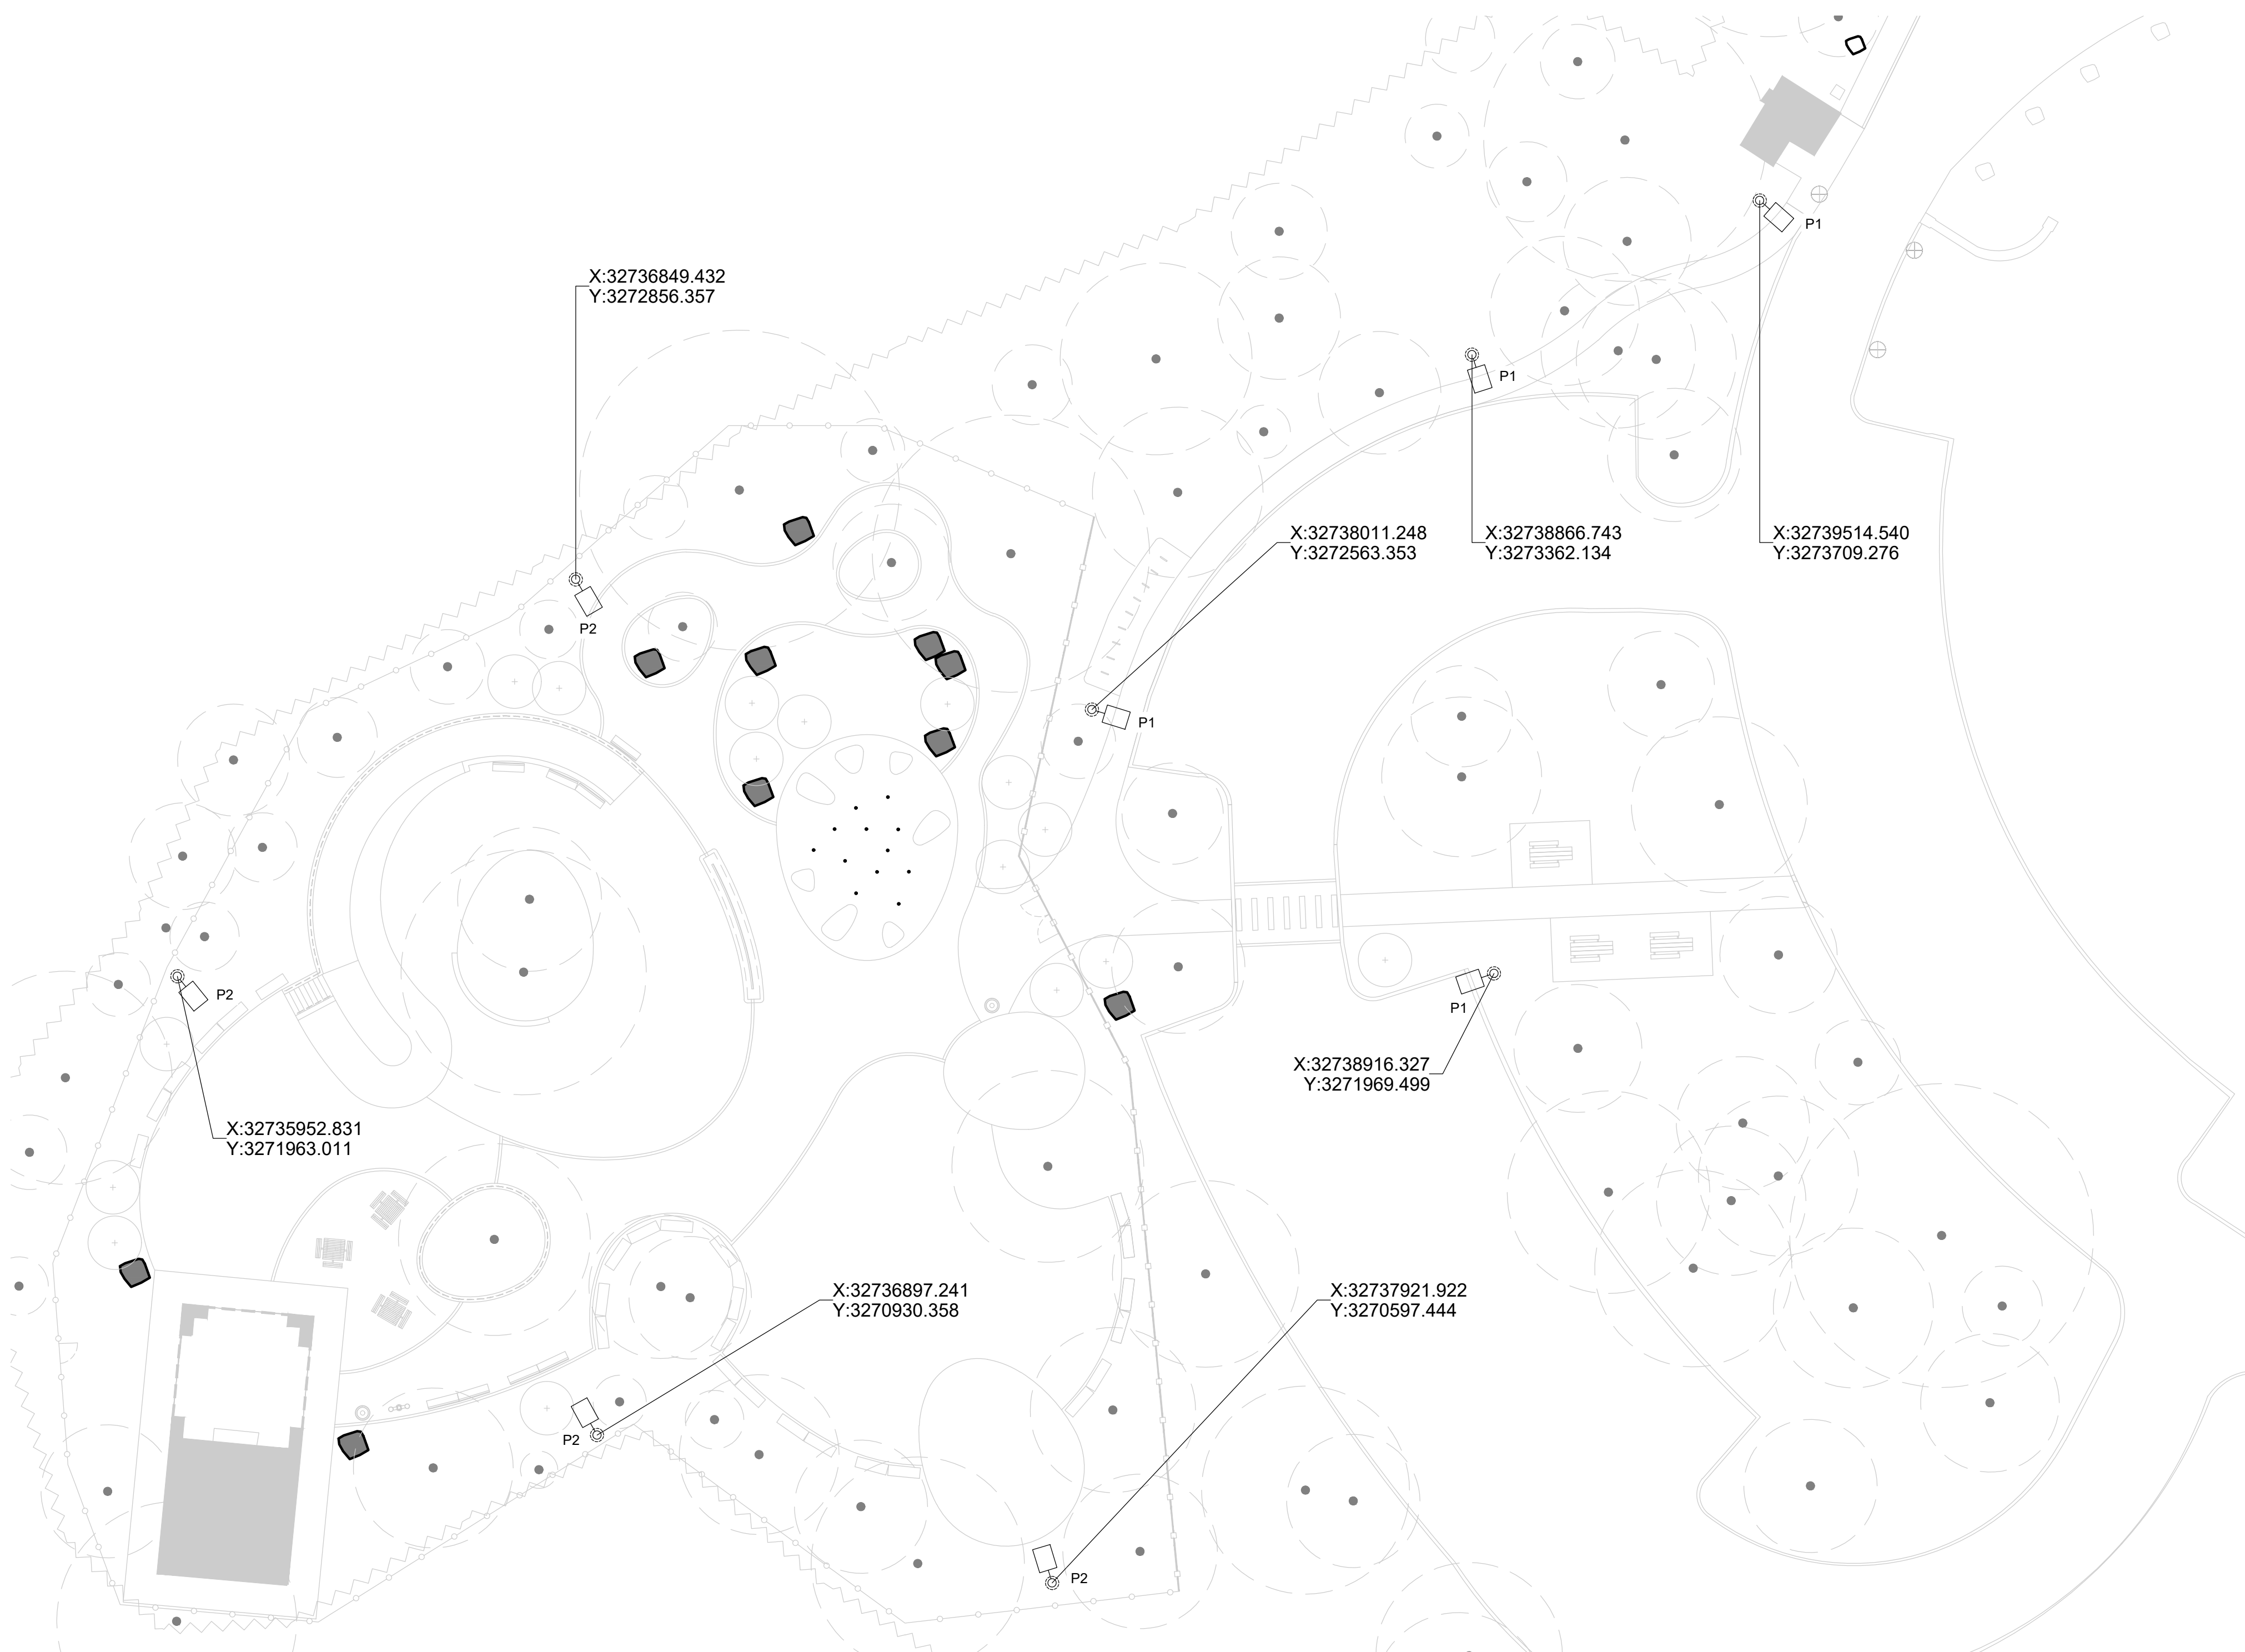 P1
X:32736849.432
Y:3272856.357
P1
X:32738011.248
Y:3272563.353
X:32738866.743
Y:3273362.134
X:32739514.540
Y:3273709.276
P2
P1
P2
P1
X:32738916.327
Y:3271969.499
X:32735952.831
Y:3271963.011
X:32736897.241
Y:3270930.358
X:32737921.922
Y:3270597.444
P2
P2